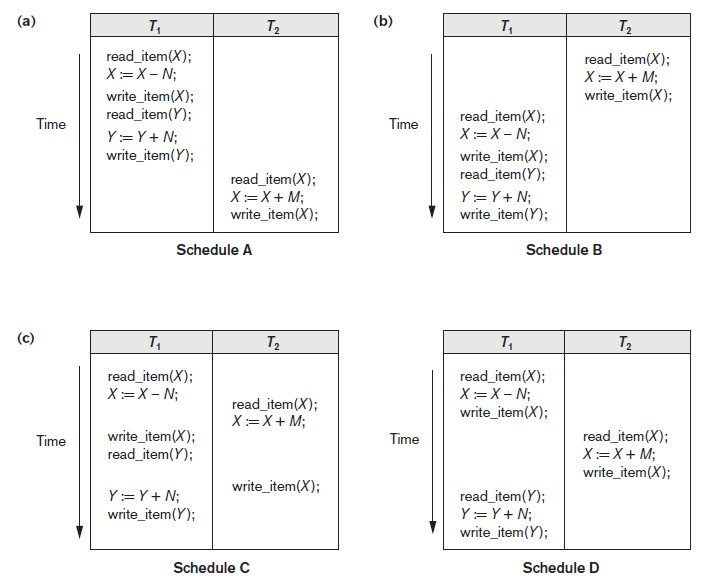 (a)
T1 T2
read_item(X);
X := X – N;
write_item(X);
read_item(Y);
Y := Y + N;
write_item(Y);
read_item(X);
X := X + M;
write_item(X);
Time
Schedule A
(b)
T1 T2
read_item(X);
X := X + M;
write_item(X);
read_item(X);
X := X – N;
write_item(X);
read_item(Y);
Y := Y + N;
write_item(Y);
Time
Schedule B
(c)
T1 T2
read_item(X);
X := X – N;
read_item(X);
X := X + M;
write_item(X);
read_item(Y);
write_item(X);
Y := Y + N;
write_item(Y);
Time
Schedule C
T1 T2
read_item(X);
X := X – N;
write_item(X);
read_item(X);
X := X + M;
write_item(X);
read_item(Y);
Y := Y + N;
write_item(Y);
Time
Schedule D